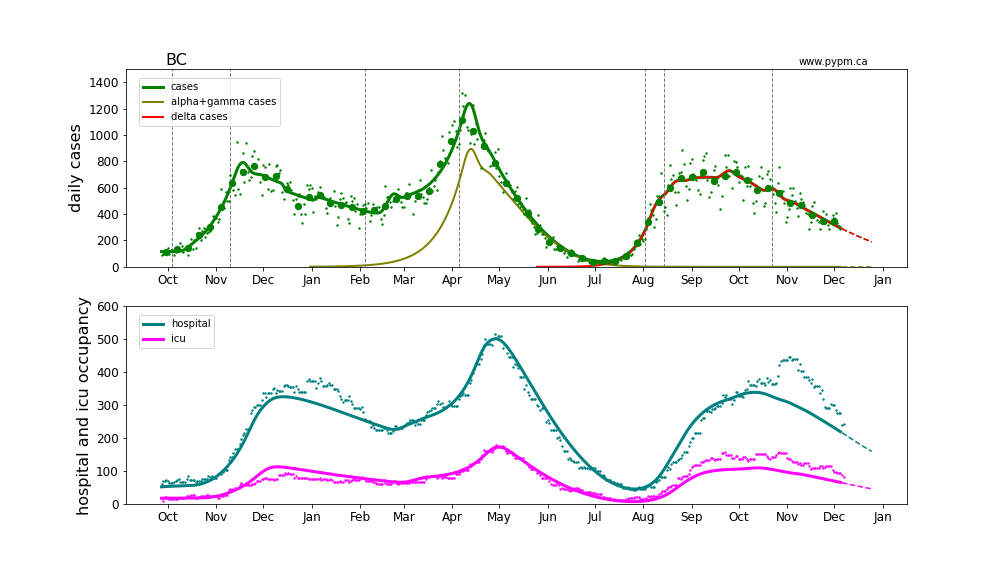 BC
www.pypm.ca
daily cases
1400
1200
1000
800
600
400
200
0
cases
alpha+gamma cases
delta cases
Oct Nov Dec Jan Feb Mar Apr May Jun Jul Aug Sep Oct Nov Dec Jan
hospital and icu occupancy
600
500
400
300
200
100
0
hospital
icu
Oct Nov Dec Jan Feb Mar Apr May Jun Jul Aug Sep Oct Nov Dec Jan